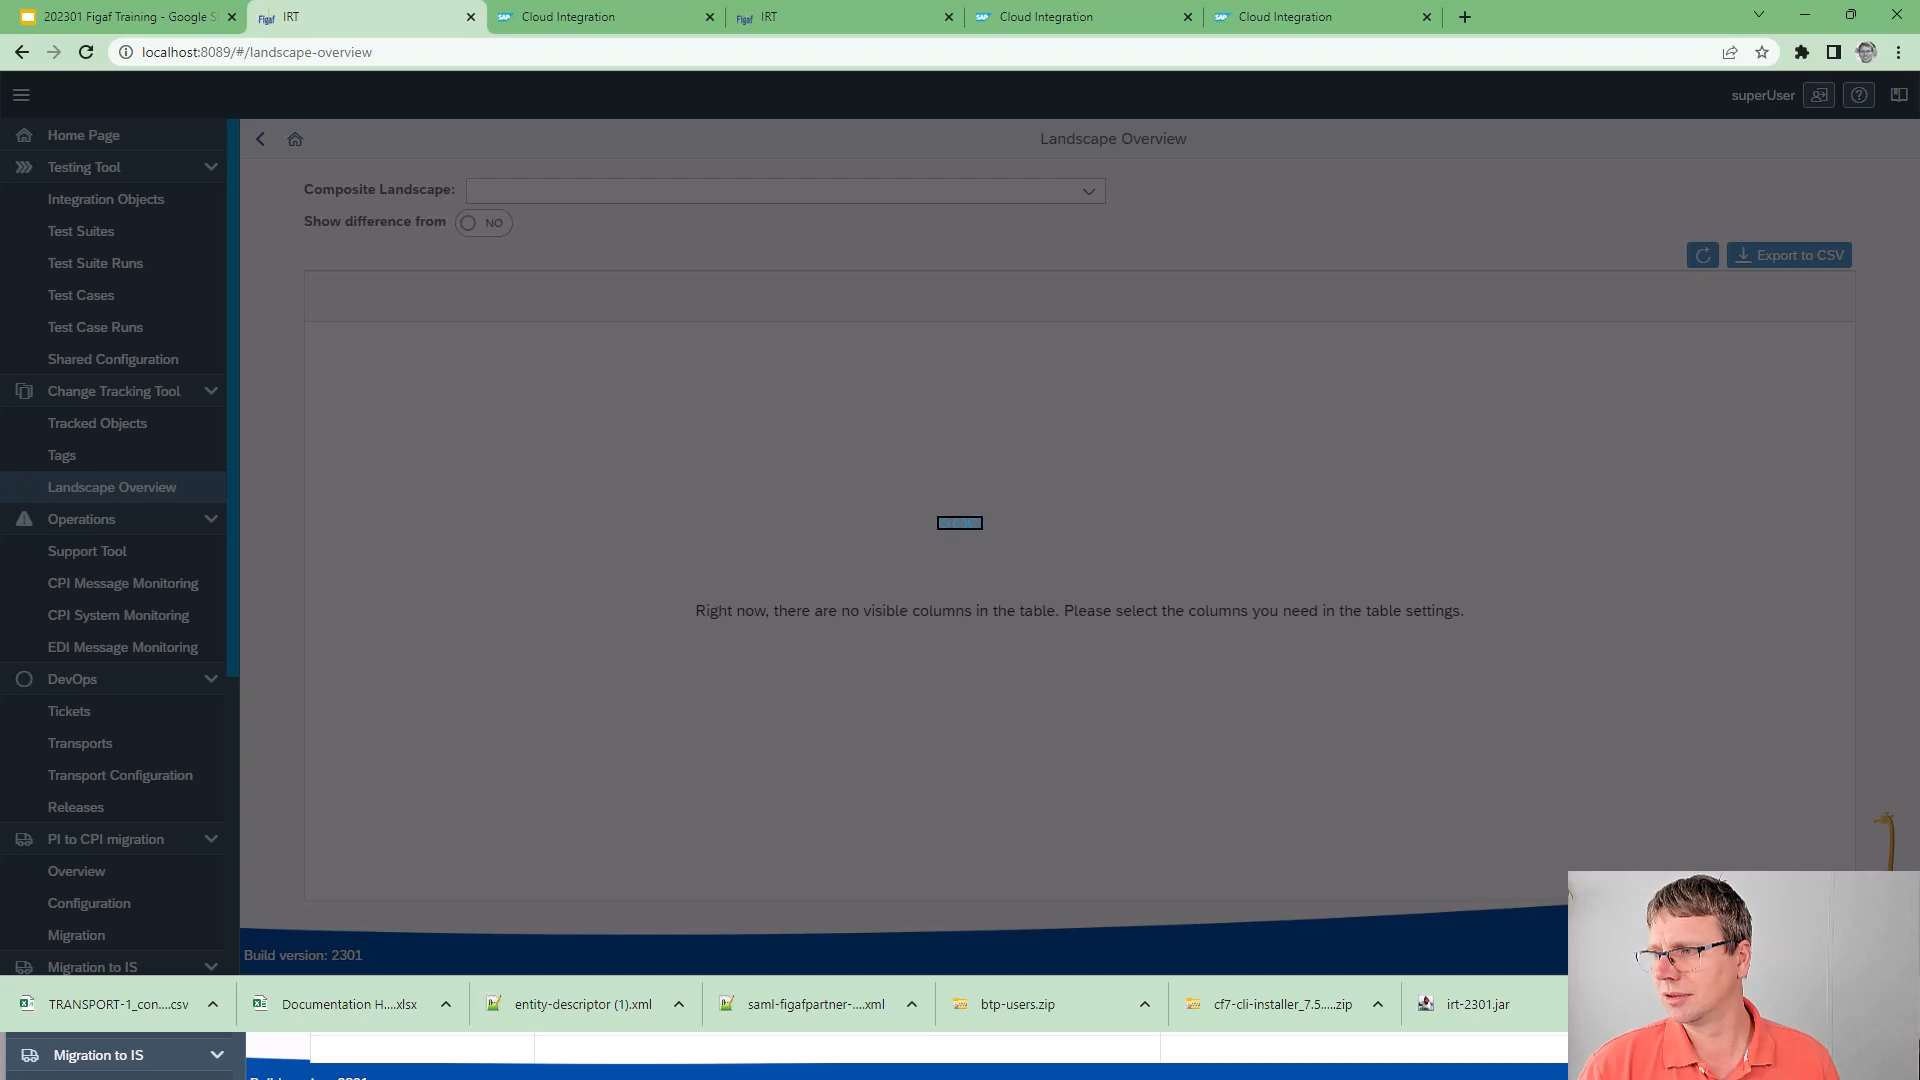 202301 Figaf Training - Google S
IRT
Cloud Integration
IRT
Cloud Integration
Cloud Integration
localhost:8089/#/landscape-overview
superUser
Home Page
Landscape Overview
Testing Tool
Composite Landscape:
Integration Objects
Show difference from NO
Test Suites
Test Suite Runs
Export to CSV
Test Cases
Test Case Runs
Shared Configuration
Change Tracking Tool
Tracked Objects
Tags
Landscape Overview
Operations
Support Tool
CPI Message Monitoring
Right now, there are no visible columns in the table. Please select the columns you need in the table settings.
CPI System Monitoring
EDI Message Monitoring
DevOps
Tickets
Transports
Transport Configuration
Releases
PI to CPI migration
Overview
Configuration
Migration
Build version: 2301
Migration to IS
TRANSPORT-1_con....csv
Documentation H....xlsx
entity-descriptor (1).xml
saml-figafpartner-....xml
btp-users.zip
cf7-cli-installer_7.5.....zip
irt-2301.jar
Migration to IS